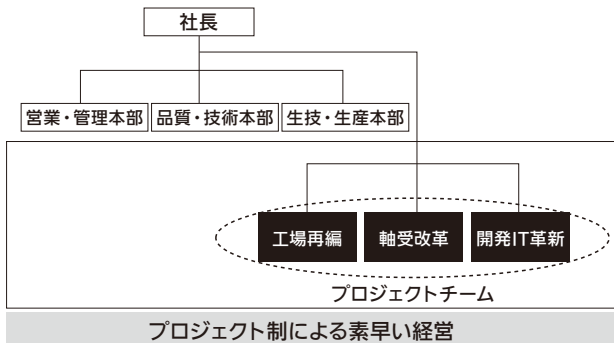 社長
営業・管理本部 品質・技術本部 生技・生産本部
工場再編 軸受改革 開発IT革新
プロジェクトチーム
プロジェクト制による素早い経営